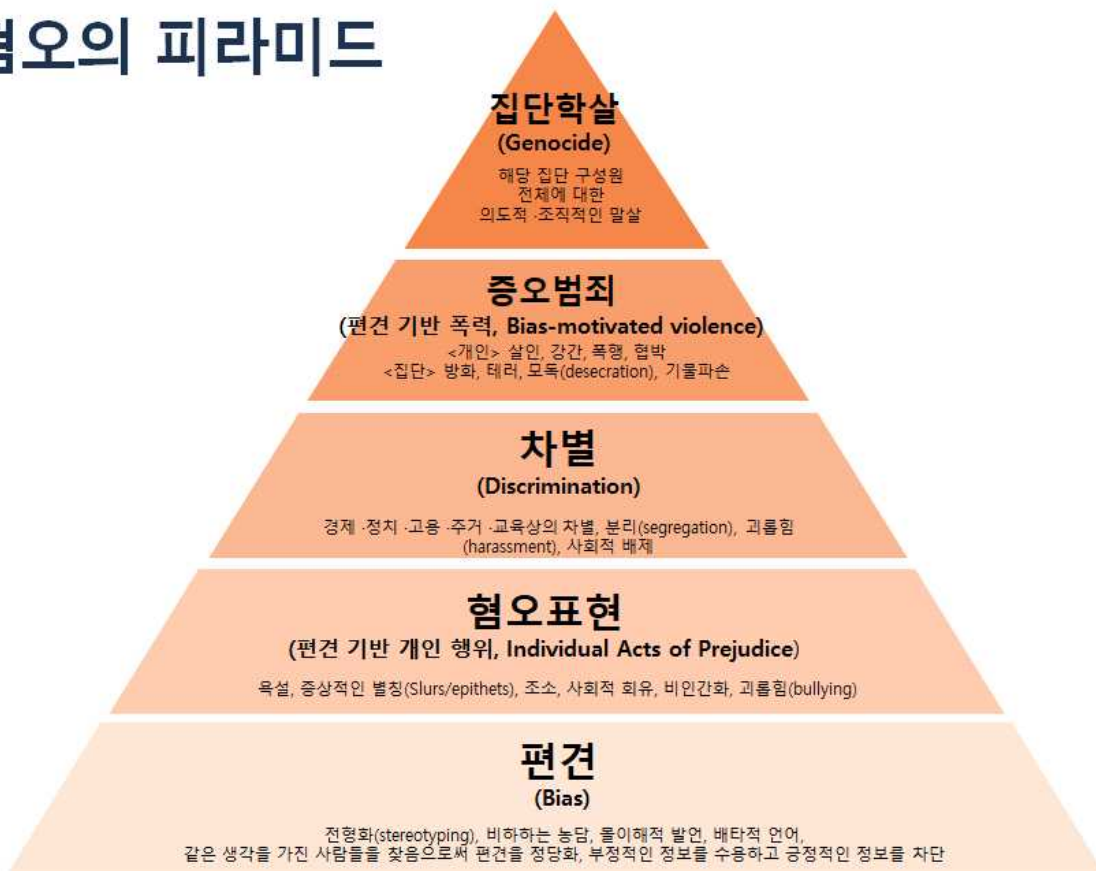 혐오의 피라미드
집단학살
(Genocide)
해당 집단 구성원
전체에 대한
의도적 ·조직적인 말살
증오범죄
(편견 기반 폭력, Bias-motivated violence)
<개인> 살인, 강간, 폭행, 협박
<집단> 방화, 테러, 모독(desecration), 기물파손
차별
(Discrimination)
경제 ·정치 ·고용 ·주거 ·교육상의 차별, 분리(segregation), 괴롭힘
(harassment), 사회적 배제
혐오표현
(편견 기반 개인 행위, Individual Acts of Prejudice)
욕설, 중상적인 별칭(Slurs/epithets), 조소, 사회적 회유, 비인간화, 괴롭힘(bullying)
편견
(Bias)
전형화(stereotyping), 비하하는 농담, 몰이해적 발언, 배타적 언어,
같은 생각을 가진 사람들을 찾음으로써 편견을 정당화, 부정적인 정보를 수용하고 긍정적인 정보를 차단